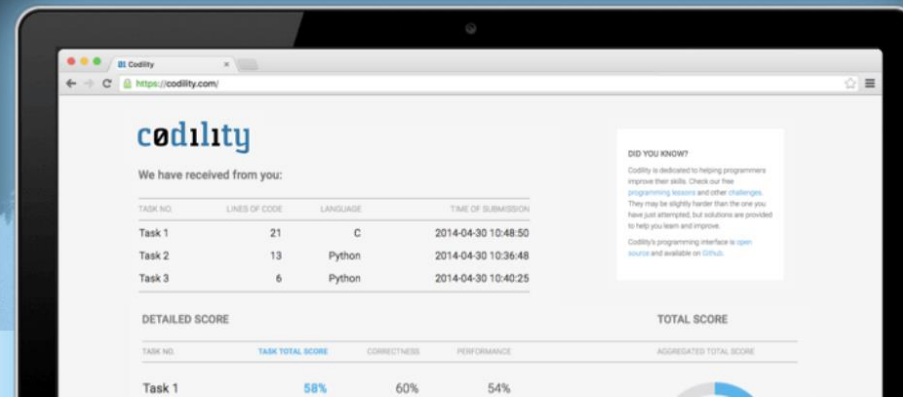 Codility
https://codility.com/
codility
We have received from you:
TASK NO. LINES OF CODE LANGUAGE TIME OF SUBMISSION
Task 1 21 C 2014-04-30 10:48:50
Task 2 13 Python 2014-04-30 10:36:48
Task 3 6 Python 2014-04-30 10:40:25
DID YOU KNOW?
Codility is dedicated to helping programmers
improve their skills. Check our free
programming lessons and other challenges.
They may be slightly harder than the one you
have just attempted, but solutions are provided
to help you learn and improve.
Codility's programming interface is open
source and available on Github.
DETAILED SCORE
TASK NO. TASK TOTAL SCORE CORRECTNESS PERFORMANCE
Task 1 58% 60% 54%
TOTAL SCORE
AGGREGATED TOTAL SCORE